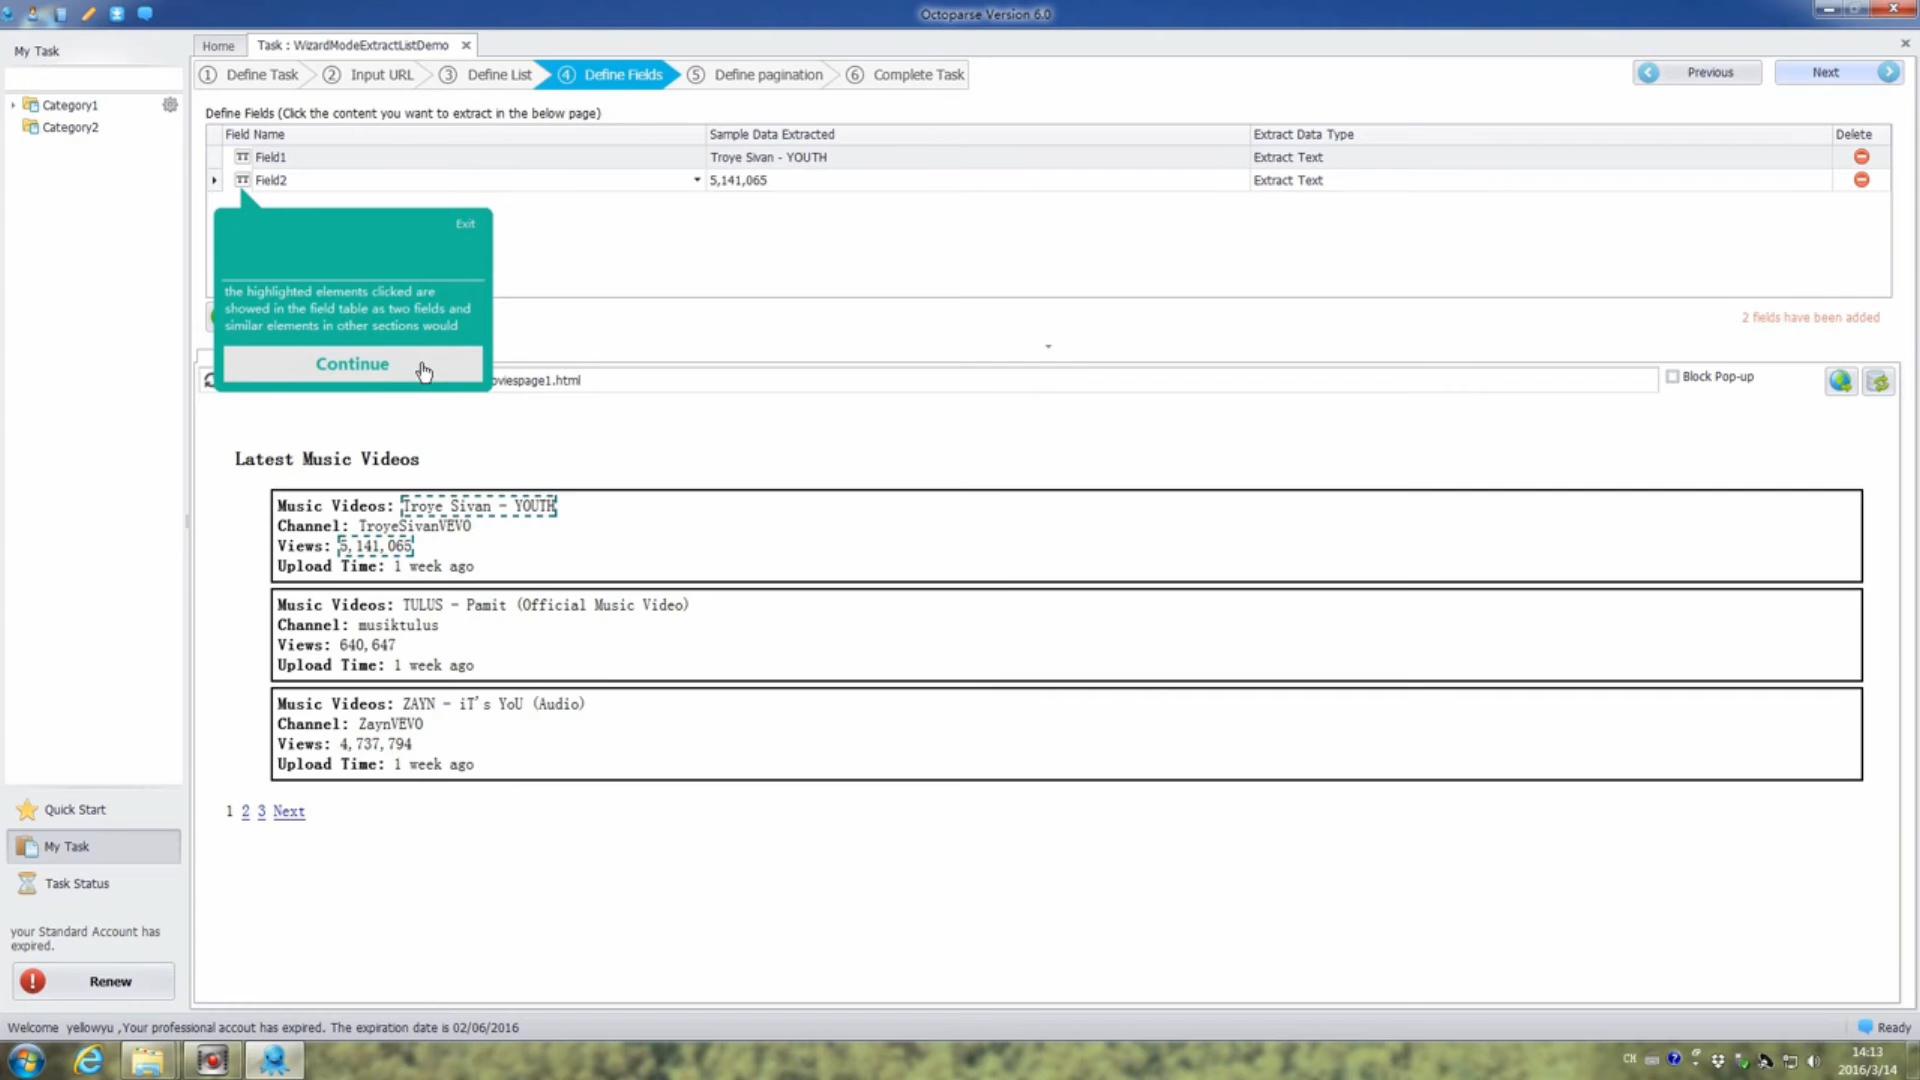 Octoparse Version 6.0
My Task
Home
Task : WizardModeExtractListDemo
1 Define Task 2 Input URL 3 Define List 4 Define Fields 5 Define pagination 6 Complete Task
Previous
Next
Category1
Category2
Define Fields (Click the content you want to extract in the below page)
Field Name Sample Data Extracted Extract Data Type Delete
Field1 Troye Sivan - YOUTH Extract Text
Field2 5,141,065 Extract Text
Exit
the highlighted elements clicked are
showed in the field table as two fields and
similar elements in other sections would
Continue
2 fields have been added
oviespage1.html
Block Pop-up
Latest Music Videos
Music Videos: Troye Sivan - YOUTH
Channel: TroyeSivanVEVO
Views: 5,141,065
Upload Time: 1 week ago
Music Videos: TULUS - Pamit (Official Music Video)
Channel: musiktulus
Views: 640,647
Upload Time: 1 week ago
Music Videos: ZAYN - iT's YoU (Audio)
Channel: ZaynVEVO
Views: 4,737,794
Upload Time: 1 week ago
1 2 3 Next
Quick Start
My Task
Task Status
your Standard Account has
expired.
Renew
Welcome yellowyu ,Your professional accout has expired. The expiration date is 02/06/2016
Ready
CH
14:13
2016/3/14